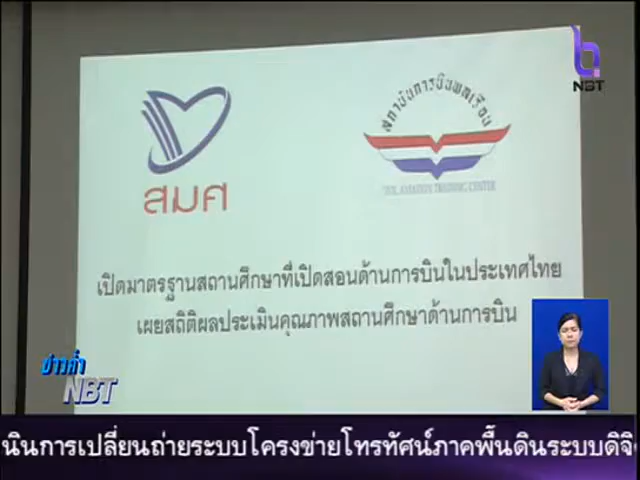 NBT
สถาบันการบินพลเรือน
CIVIL AVIATION TRAINING CENTER
สมศ
เปิดมาตรฐานสถานศึกษาที่เปิดสอนด้านการบินในประเทศไทย
เผยสถิติผลประเมินคุณภาพสถานศึกษาด้านการบิน
ข่าวค่ำ
NBT
นินการเปลี่ยนถ่ายระบบโครงข่ายโทรทัศน์ภาคพื้นดินระบบดิจิ